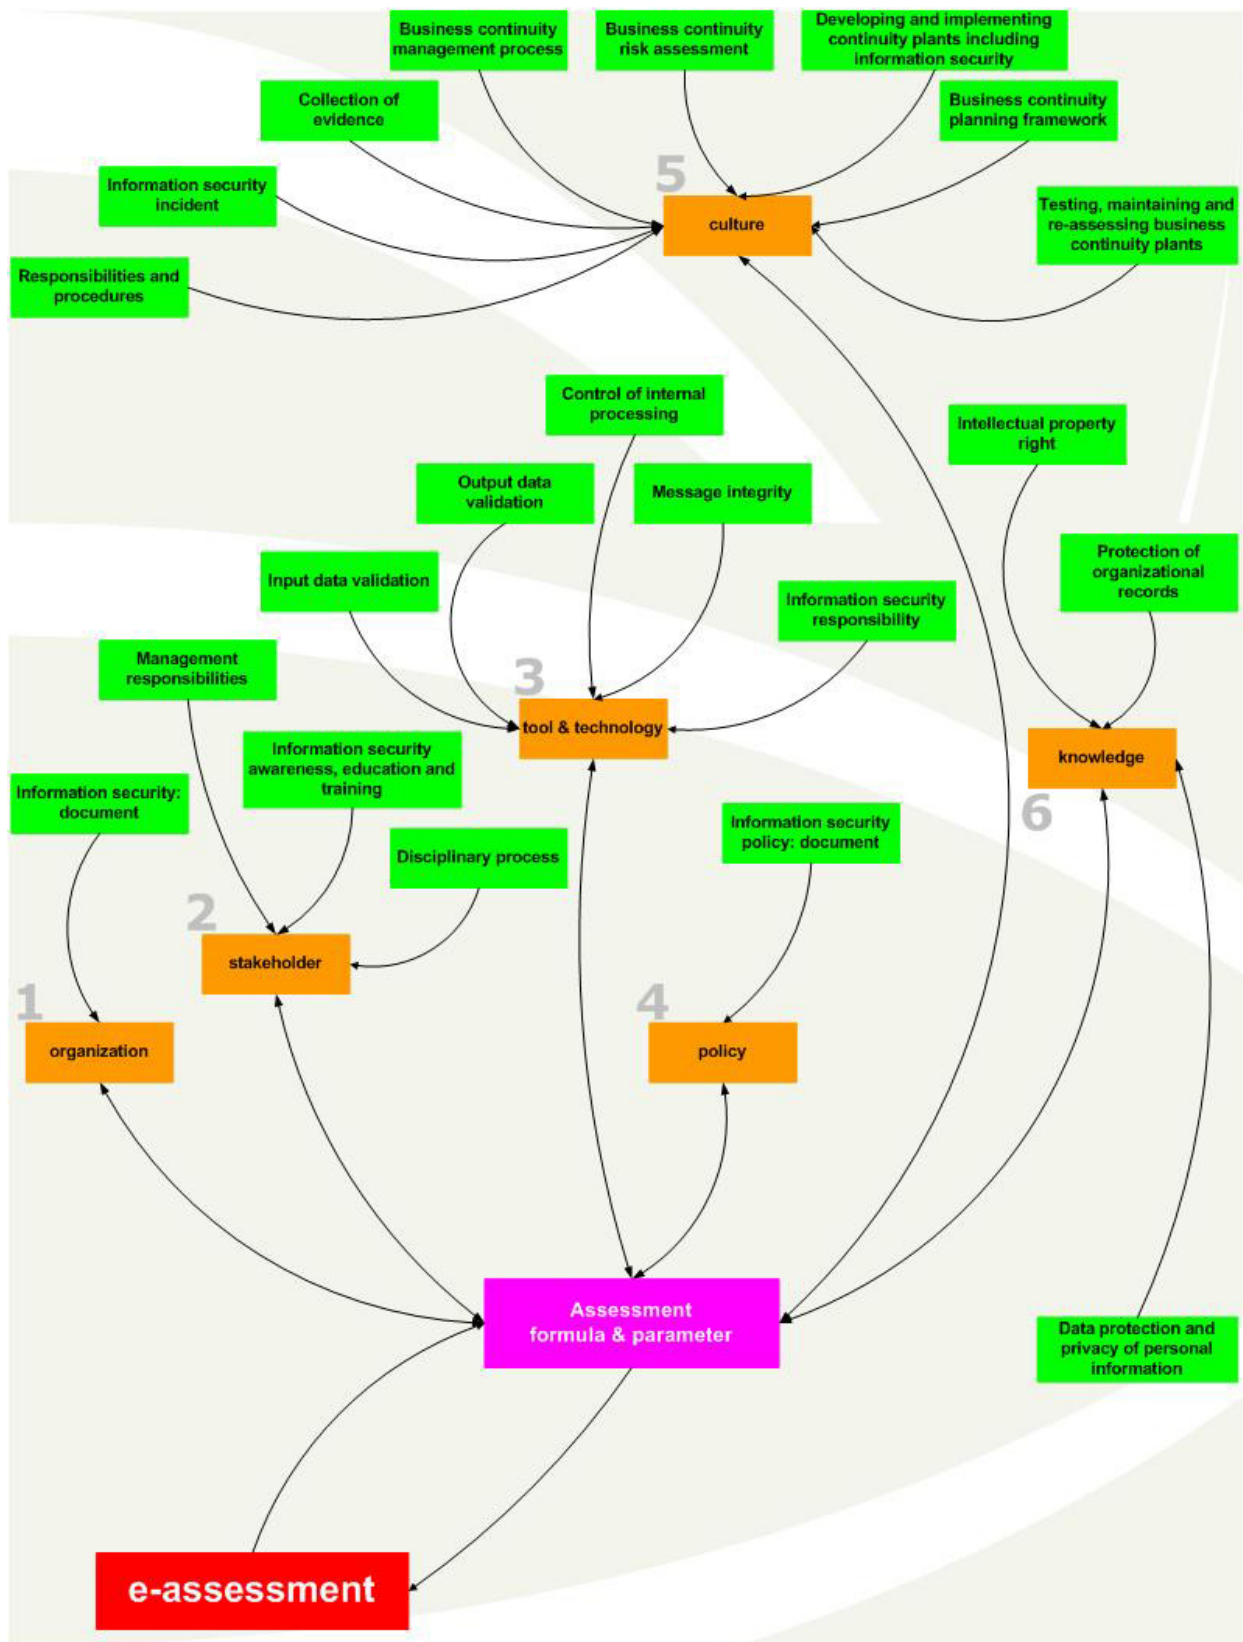 Business continuity
management process
Business continuity
risk assessment
Developing and implementing
continuity plants including
information security
Collection of
evidence
Business continuity
planning framework
Information security
incident
5
culture
Testing, maintaining and
re-assessing business
continuity plants
Responsibilities and
procedures
Control of internal
processing
Intellectual property
right
Output data
validation
Message integrity
Input data validation
Protection of
organizational
records
Information security
responsibility
Management
responsibilities
3
tool & technology
knowledge
6
Information security
awareness, education and
training
Information security:
document
Information security
policy: document
Disciplinary process
2
stakeholder
1
organization
4
policy
Assessment
formula & parameter
Data protection and
privacy of personal
information
e-assessment